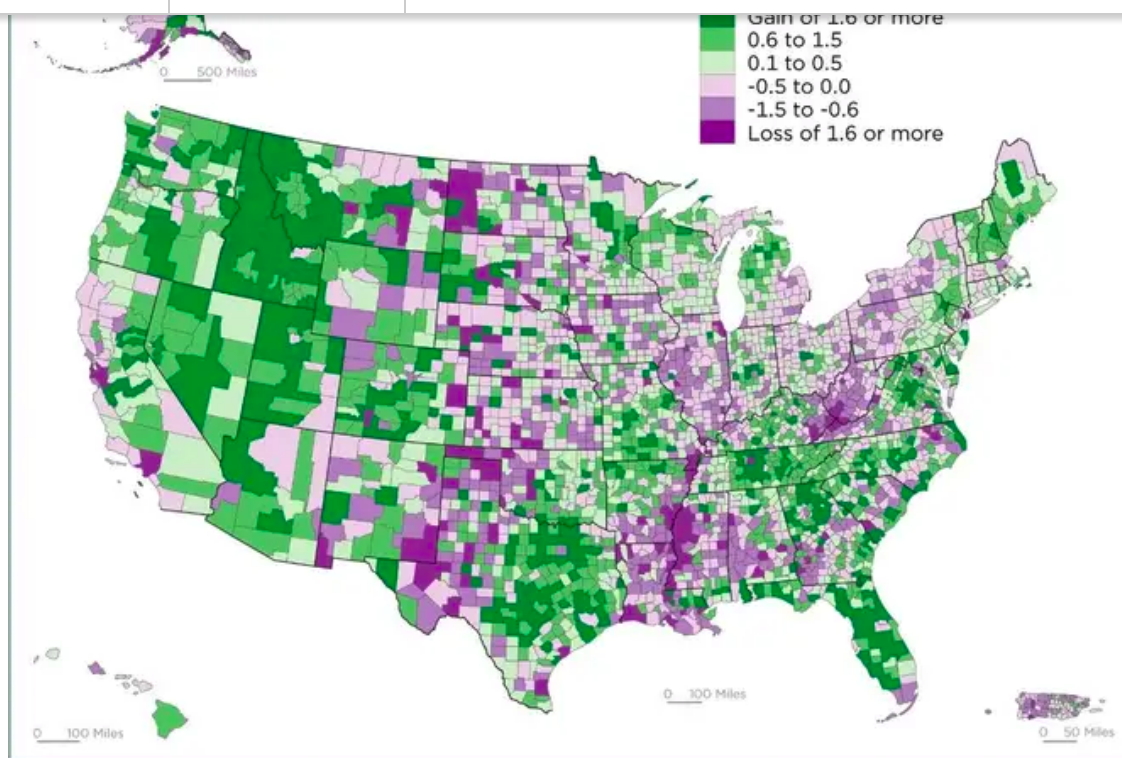 Gain of 1.6 or more
0.6 to 1.5
0.1 to 0.5
-0.5 to 0.0
-1.5 to -0.6
Loss of 1.6 or more
0 500 Miles
0 100 Miles
0 100 Miles
0 50 Miles